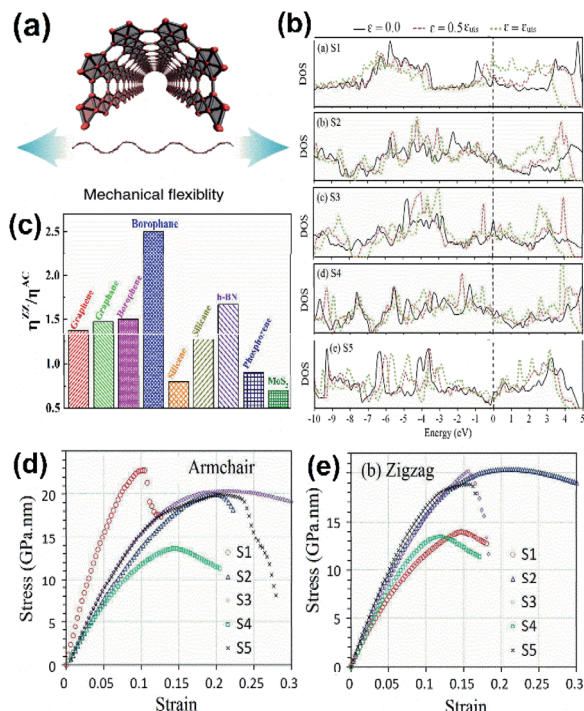 (a)
Mechanical flexiblity
(b)
ε = 0.0
ε = 0.5ε_uts
ε = ε_uts
(a) S1
(b) S2
(c) S3
(d) S4
(e) S5
DOS
DOS
DOS
DOS
DOS
-10 -9 -8 -7 -6 -5 -4 -3 -2 -1 0 1 2 3 4 5
Energy (eV)
(c)
η^ZZ/η^AC
2.5
2.0
1.5
1.0
0.5
Graphene
Graphane
Borophene
Borophane
Silicene
Silicane
h-BN
Phosphorene
MoS2
(d)
Armchair
Stress (GPa.nm)
20
15
10
5
0
0 0.05 0.1 0.15 0.2 0.25 0.3
Strain
S1
S2
S3
S4
S5
(e)
(b) Zigzag
Stress (GPa.nm)
20
15
10
5
0
0 0.05 0.1 0.15 0.2 0.25 0.3
Strain
S1
S2
S3
S4
S5